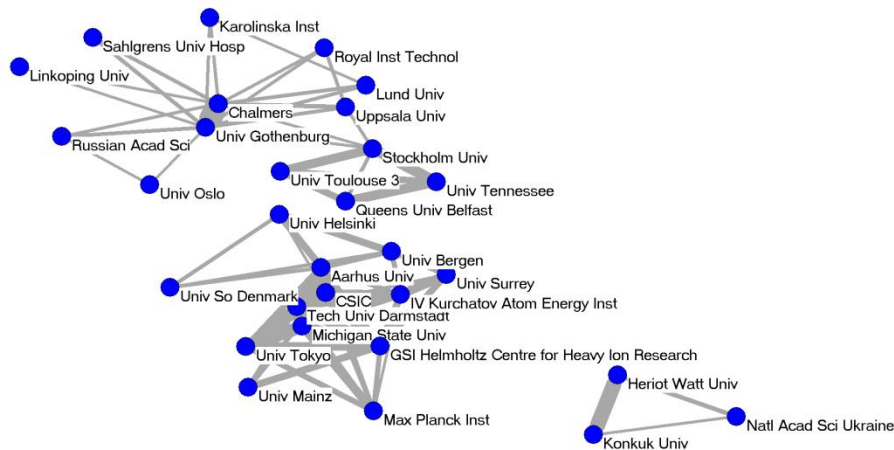 Karolinska Inst
Sahlgrens Univ Hosp
Royal Inst Technol
Linkoping Univ
Lund Univ
Chalmers
Uppsala Univ
Univ Gothenburg
Russian Acad Sci
Stockholm Univ
Univ Toulouse 3
Univ Tennessee
Univ Oslo
Queens Univ Belfast
Univ Helsinki
Univ Bergen
Aarhus Univ
Univ Surrey
Univ So Denmark
CSIC
IV Kurchatov Atom Energy Inst
Tech Univ Darmstadt
Michigan State Univ
Univ Tokyo
GSI Helmholtz Centre for Heavy Ion Research
Heriot Watt Univ
Univ Mainz
Max Planck Inst
Natl Acad Sci Ukraine
Konkuk Univ